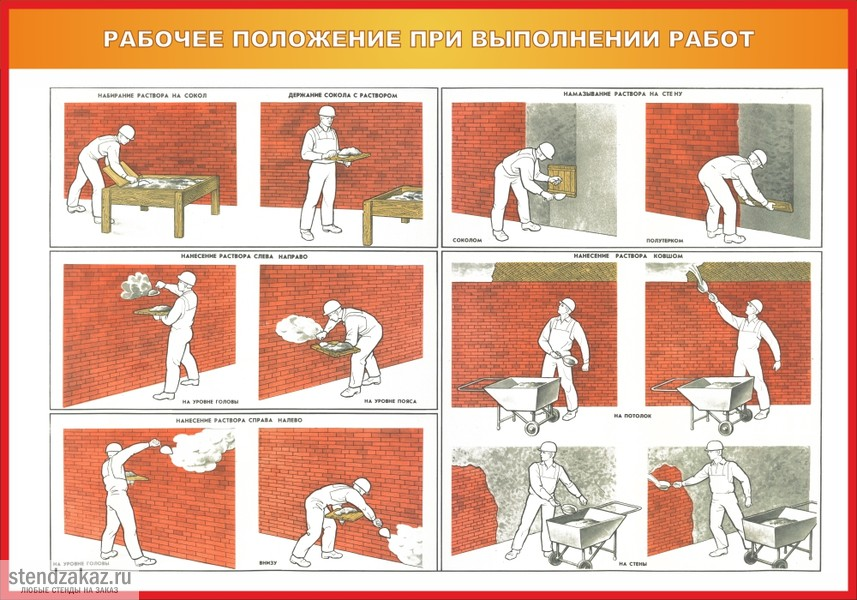 РАБОЧЕЕ ПОЛОЖЕНИЕ ПРИ ВЫПОЛНЕНИИ РАБОТ
НАБИРАНИЕ РАСТВОРА НА СОКОЛ
ДЕРЖАНИЕ СОКОЛА С РАСТВОРОМ
НАМАЗЫВАНИЕ РАСТВОРА НА СТЕНУ
СОКОЛОМ
ПОЛУТЕРКОМ
НАНЕСЕНИЕ РАСТВОРА СЛЕВА НАПРАВО
НА УРОВНЕ ГОЛОВЫ
НА УРОВНЕ ПОЯСА
НАНЕСЕНИЕ РАСТВОРА КОВШОМ
НА ПОТОЛОК
НА СТЕНЫ
НАНЕСЕНИЕ РАСТВОРА СПРАВА НАЛЕВО
НА УРОВНЕ ГОЛОВЫ
ВНИЗУ
stendzakaz.ru
ЛЮБЫЕ СТЕНДЫ НА ЗАКАЗ